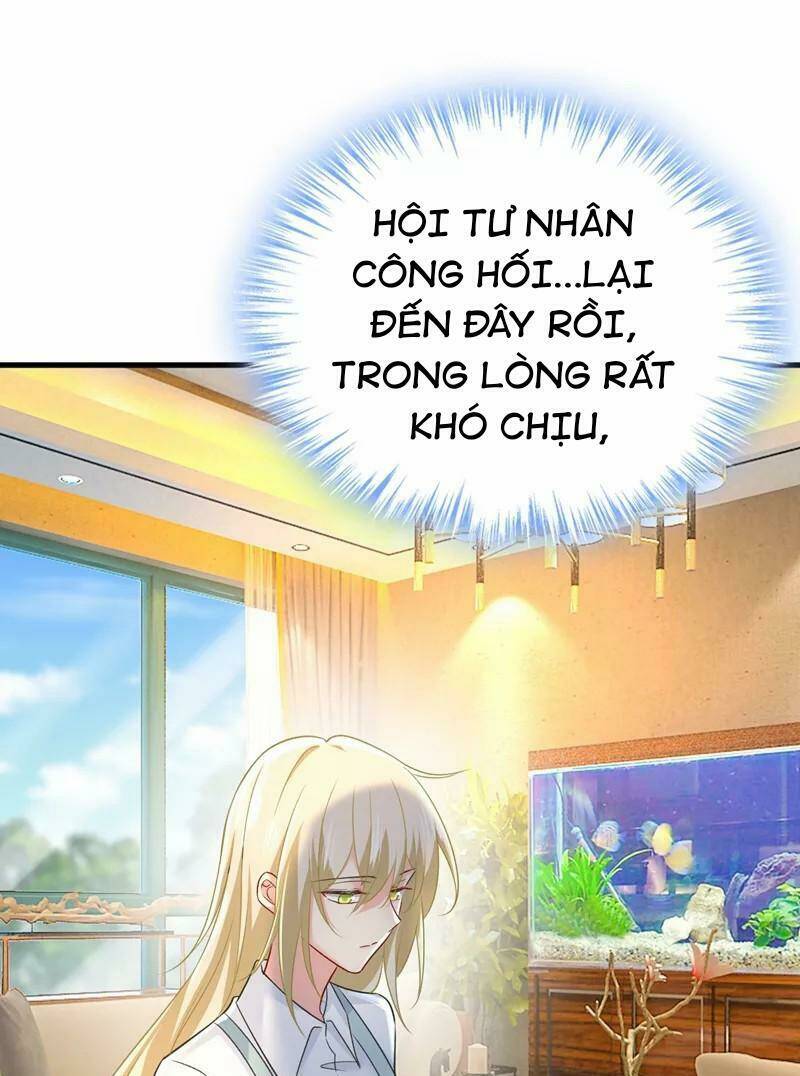 HỘI TƯ NHÂN
CÔNG HỐI...LẠI
ĐẾN ĐÂY RỒI,
TRONG LÒNG RẤT
KHÓ CHỊU,